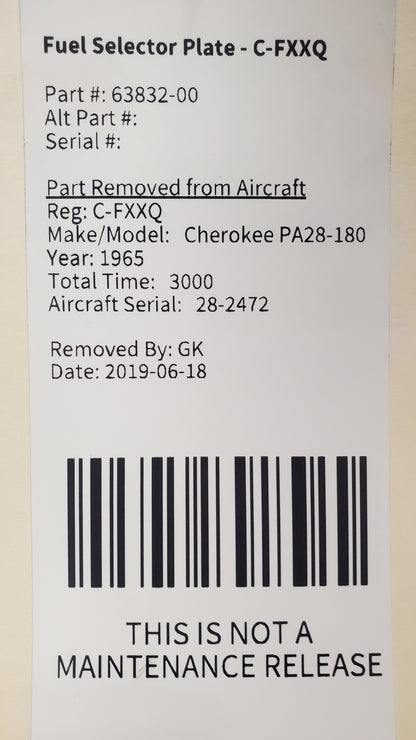 Fuel Selector Plate - C-FXXQ
Part #: 63832-00
Alt Part #:
Serial #:
Part Removed from Aircraft
Reg: C-FXXQ
Make/Model: Cherokee PA28-180
Year: 1965
Total Time: 3000
Aircraft Serial: 28-2472
Removed By: GK
Date: 2019-06-18
THIS IS NOT A
MAINTENANCE RELEASE